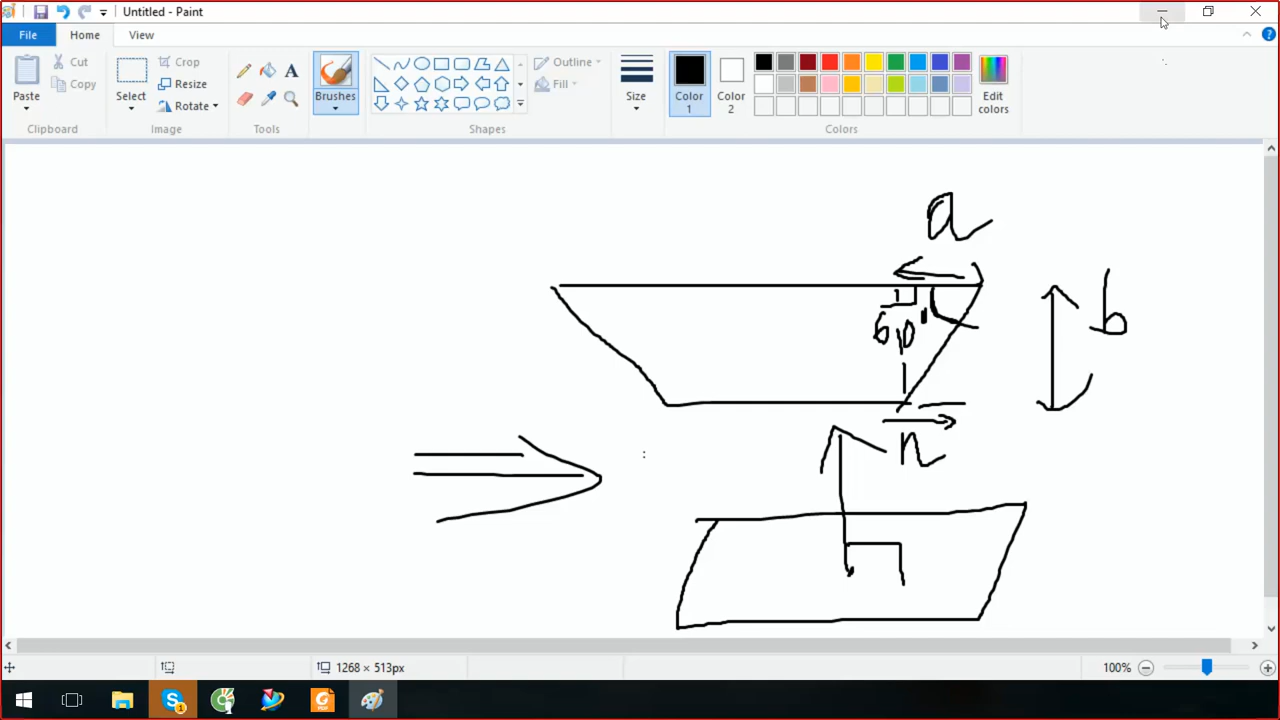 Untitled - Paint
File Home View
Paste
Cut
Copy
Clipboard
Select
Crop
Resize
Rotate
Image
Tools
Brushes
Shapes
Outline
Fill
Size
Color 1
Color 2
Edit colors
Colors
a
b
n
1268 × 513px
100%